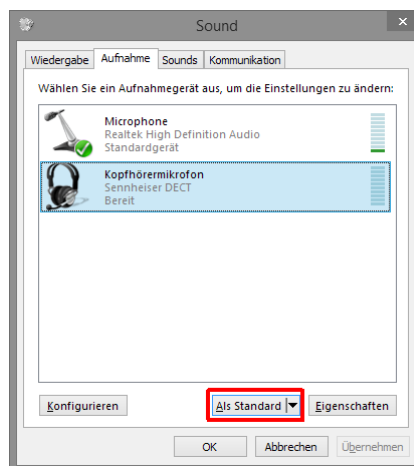 Sound
Wiedergabe Aufnahme Sounds Kommunikation
Wählen Sie ein Aufnahmegerät aus, um die Einstellungen zu ändern:
Microphone
Realtek High Definition Audio
Standardgerät
Kopfhörermikrofon
Sennheiser DECT
Bereit
Konfigurieren Als Standard Eigenschaften
OK Abbrechen Übernehmen